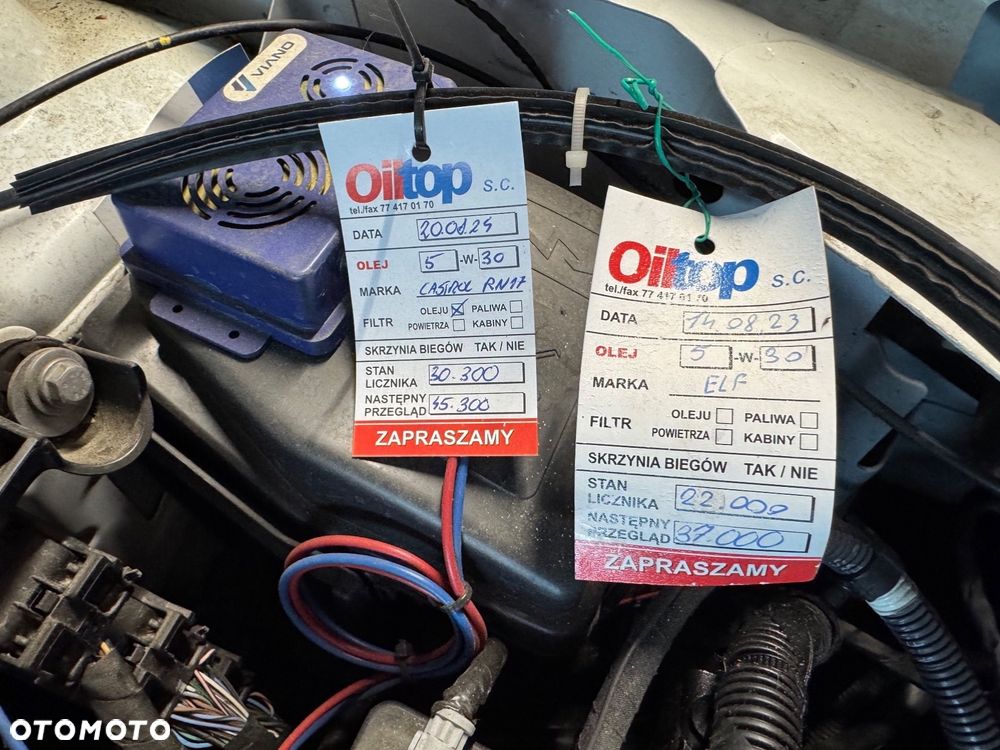 VIANO
Oiltop s.c.
tel./fax 77 417 01 70
DATA 20.08.24
OLEJ 5 -W- 30
MARKA CASTROL RN17
FILTR OLEJU PALIWA
POWIETRZA KABINY
SKRZYNIA BIEGÓW TAK / NIE
STAN LICZNIKA 30.300
NASTĘPNY PRZEGLĄD 45.300
ZAPRASZAMY
Oiltop s.c.
tel./fax 77 417 01 70
DATA 14.08.23
OLEJ 5 -W- 30
MARKA ELF
FILTR OLEJU PALIWA
POWIETRZA KABINY
SKRZYNIA BIEGÓW TAK / NIE
STAN LICZNIKA 22.000
NASTĘPNY PRZEGLĄD 37.000
ZAPRASZAMY
OTOMOTO